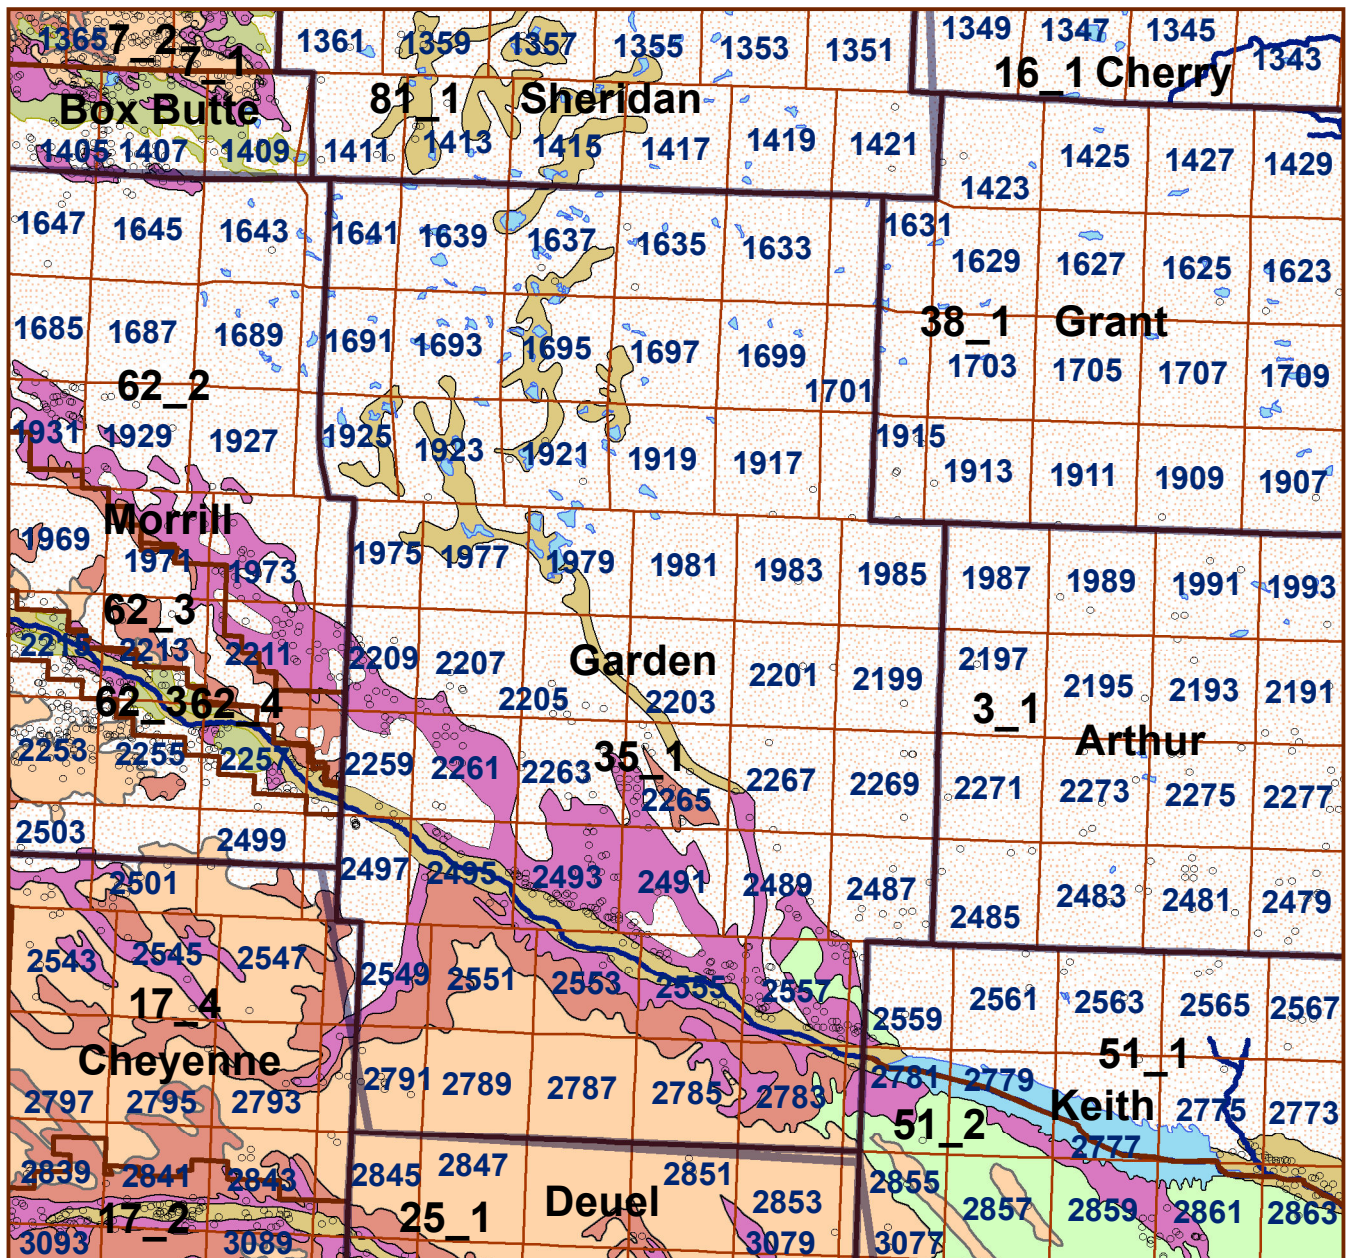 1365 7_2 7_1 1361 1359 1357 1355 1353 1351 1349 1347 1345 1343
Box Butte 81_1 Sheridan 16_1 Cherry
1405 1407 1409 1411 1413 1415 1417 1419 1421 1423 1425 1427 1429
1647 1645 1643 1641 1639 1637 1635 1633 1631 1629 1627 1625 1623
38_1 Grant
1685 1687 1689 1691 1693 1695 1697 1699 1701 1703 1705 1707 1709
62_2
1931 1929 1927 1925 1923 1921 1919 1917 1915 1913 1911 1909 1907
Morrill
1969 1971 1973 1975 1977 1979 1981 1983 1985 1987 1989 1991 1993
62_3
2215 2213 2211 2209 2207 2205 Garden 2203 2201 2199 2197 2195 2193 2191
62_3 62_4 35_1 3_1 Arthur
2253 2255 2257 2259 2261 2263 2265 2267 2269 2271 2273 2275 2277
2503 2501 2499 2497 2495 2493 2491 2489 2487 2485 2483 2481 2479
2543 2545 2547 2549 2551 2553 2555 2557 2559 2561 2563 2565 2567
17_4
Cheyenne 51_1
Keith
2797 2795 2793 2791 2789 2787 2785 2783 2781 2779 2777 2775 2773
51_2
2839 2841 2843 2845 2847 2851 2853 2855 2857 2859 2861 2863
17_2 25_1 Deuel
3093 3089 3079 3077